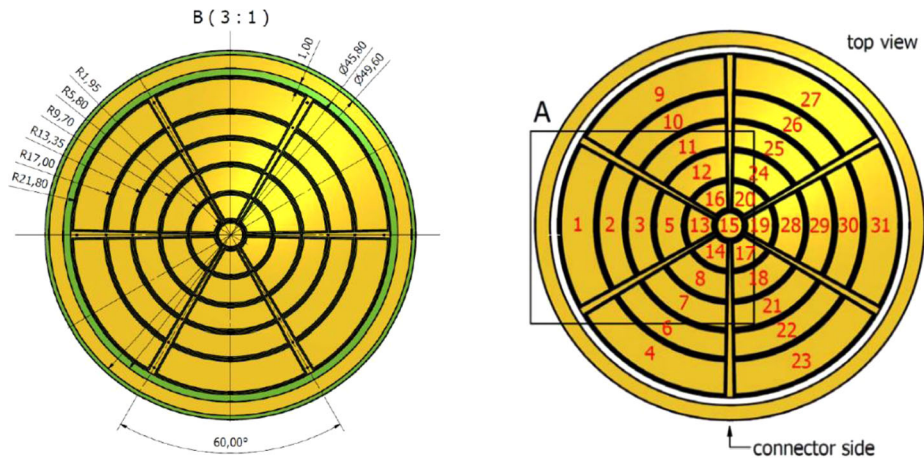 B ( 3 : 1 )
1,00
Ø45,80
Ø49,60
R1,95
R5,80
R9,70
R13,35
R17,00
R21,80
60,00°
top view
A
9
27
10
26
11
25
12
24
16 20
1 2 3 5 13 15 19 28 29 30 31
14 17
8 18
7
21
6
22
4
23
connector side